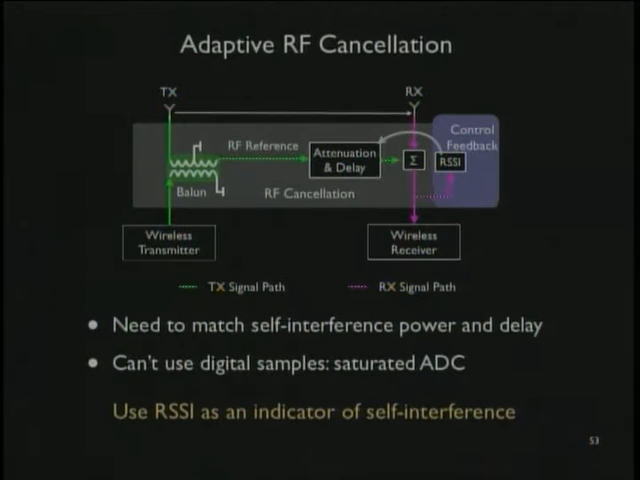 Adaptive RF Cancellation
TX
RX
Control
Feedback
RF Reference
Attenuation
& Delay
Σ
RSSI
Balun
RF Cancellation
Wireless
Transmitter
Wireless
Receiver
TX Signal Path
RX Signal Path
● Need to match self-interference power and delay
● Can't use digital samples: saturated ADC
Use RSSI as an indicator of self-interference
53